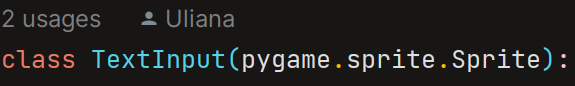 2 usages Uliana
class TextInput(pygame.sprite.Sprite):